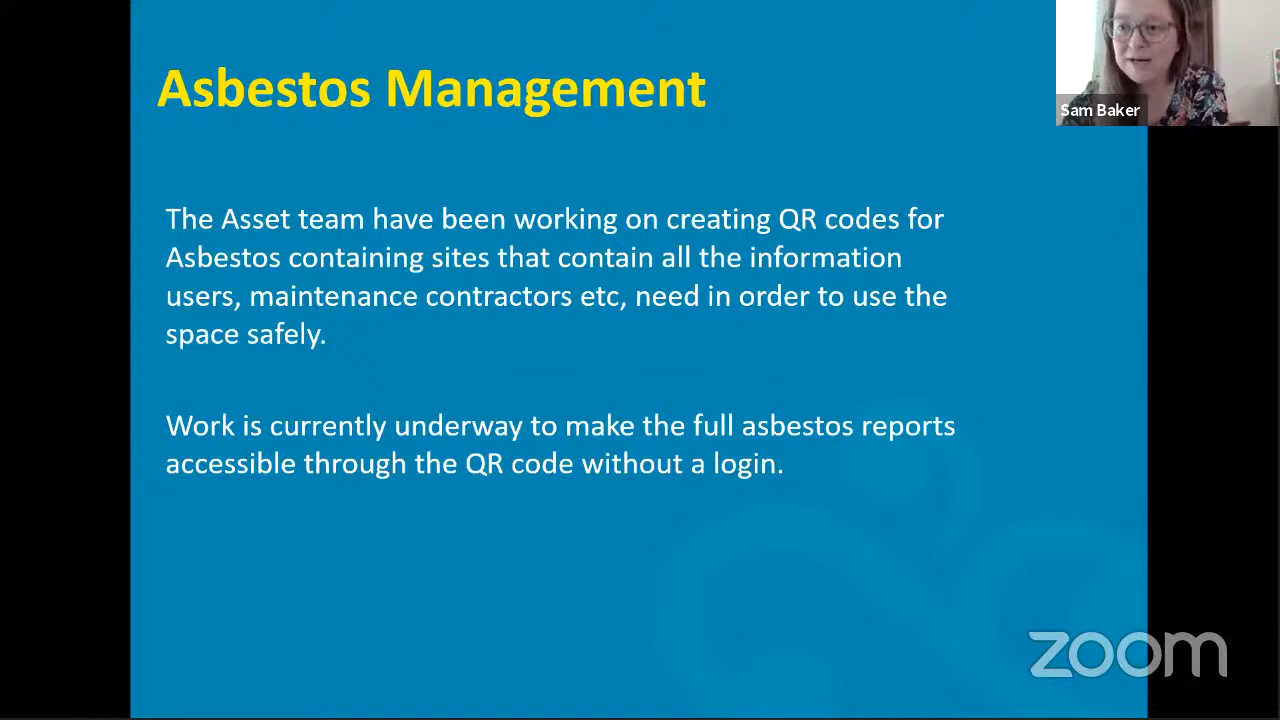 Asbestos Management
Sam Baker
The Asset team have been working on creating QR codes for
Asbestos containing sites that contain all the information
users, maintenance contractors etc, need in order to use the
space safely.
Work is currently underway to make the full asbestos reports
accessible through the QR code without a login.
zoom